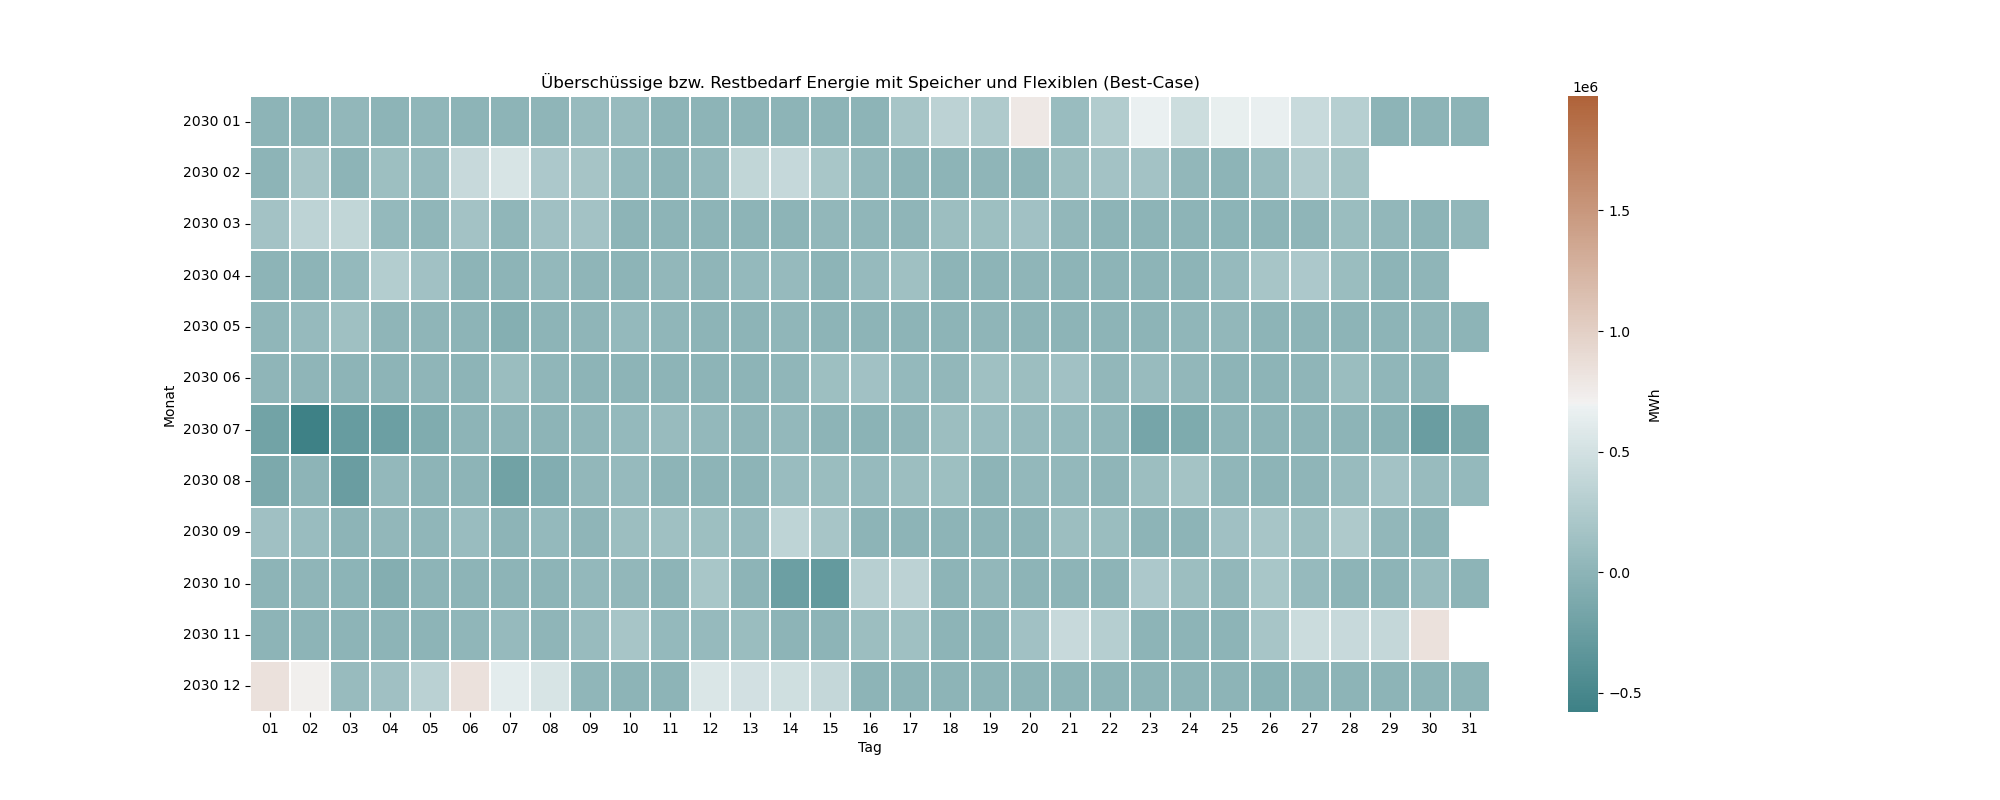 Überschüssige bzw. Restbedarf Energie mit Speicher und Flexiblen (Best-Case)
1e6
2030 01
2030 02
2030 03
2030 04
2030 05
2030 06
2030 07
2030 08
2030 09
2030 10
2030 11
2030 12
Monat
01 02 03 04 05 06 07 08 09 10 11 12 13 14 15 16 17 18 19 20 21 22 23 24 25 26 27 28 29 30 31
Tag
1.5
1.0
0.5
0.0
−0.5
MWh